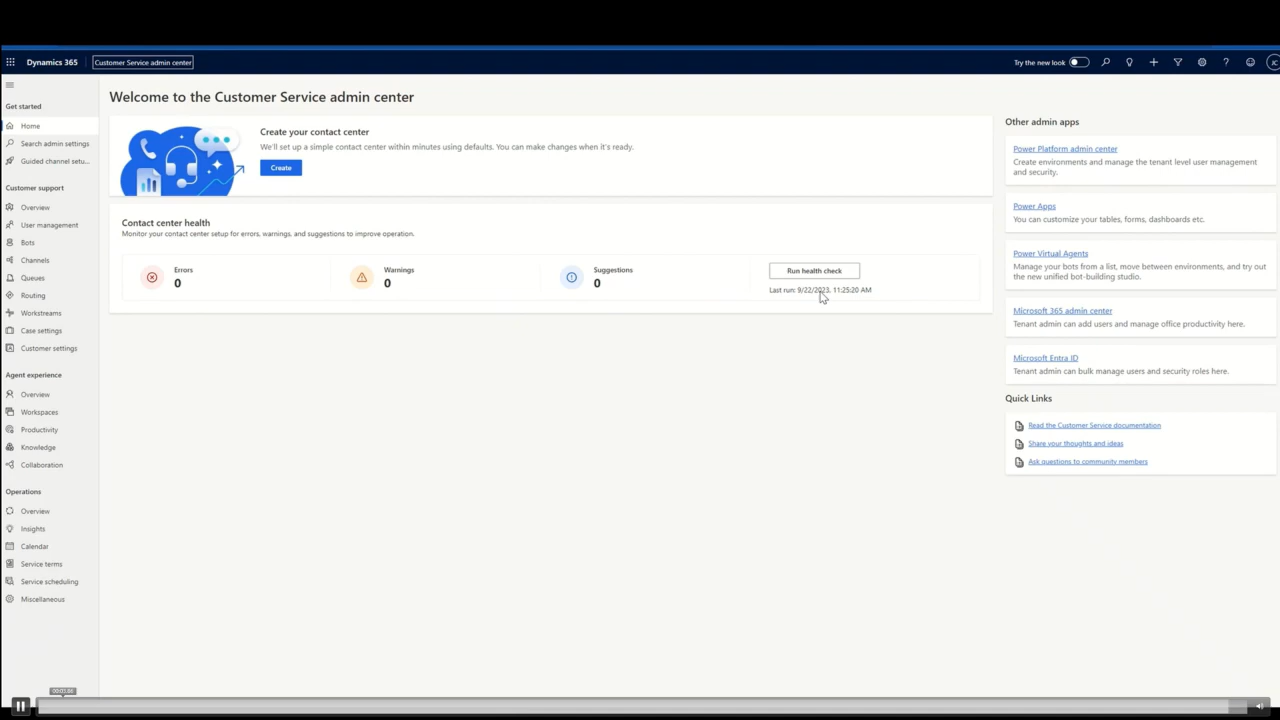 Dynamics 365
Customer Service admin center
Try the new look
JC
Get started
Home
Search admin settings
Guided channel setu...
Customer support
Overview
User management
Bots
Channels
Queues
Routing
Workstreams
Case settings
Customer settings
Agent experience
Overview
Workspaces
Productivity
Knowledge
Collaboration
Operations
Overview
Insights
Calendar
Service terms
Service scheduling
Miscellaneous
Welcome to the Customer Service admin center
Create your contact center
We'll set up a simple contact center within minutes using defaults. You can make changes when it's ready.
Create
Contact center health
Monitor your contact center setup for errors, warnings, and suggestions to improve operation.
Errors
0
Warnings
0
Suggestions
0
Run health check
Last run: 9/22/2023, 11:25:20 AM
Other admin apps
Power Platform admin center
Create environments and manage the tenant level user management
and security.
Power Apps
You can customize your tables, forms, dashboards etc.
Power Virtual Agents
Manage your bots from a list, move between environments, and try out
the new unified bot-building studio.
Microsoft 365 admin center
Tenant admin can add users and manage office productivity here.
Microsoft Entra ID
Tenant admin can bulk manage users and security roles here.
Quick Links
Read the Customer Service documentation
Share your thoughts and ideas
Ask questions to community members